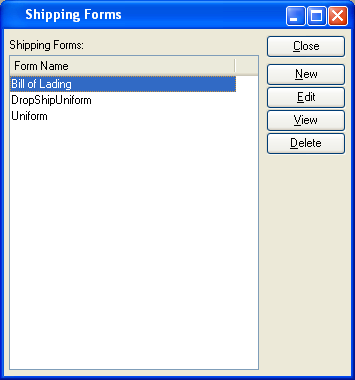 Shipping Forms
Shipping Forms:
Form Name
Bill of Lading
DropShipUniform
Uniform
Close
New
Edit
View
Delete